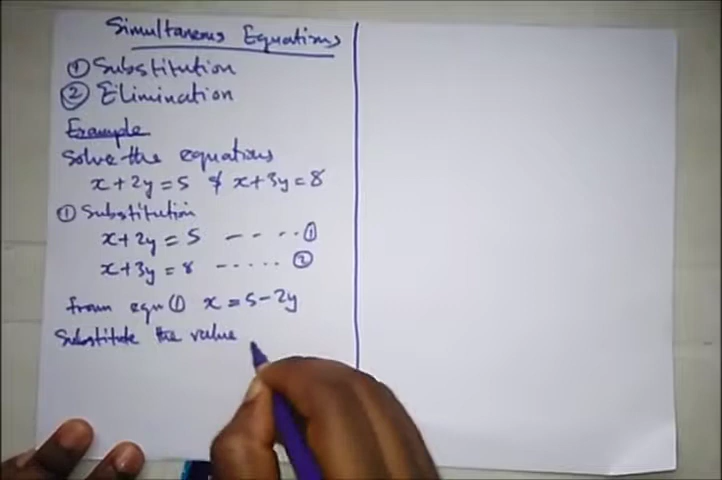 Simultaneous Equations
① Substitution
② Elimination
Example
Solve the equations
x + 2y = 5 & x + 3y = 8
① Substitution
x + 2y = 5 - - - - ①
x + 3y = 8 - - - - - ②
from eqn ① x = 5 - 2y
Substitute the value